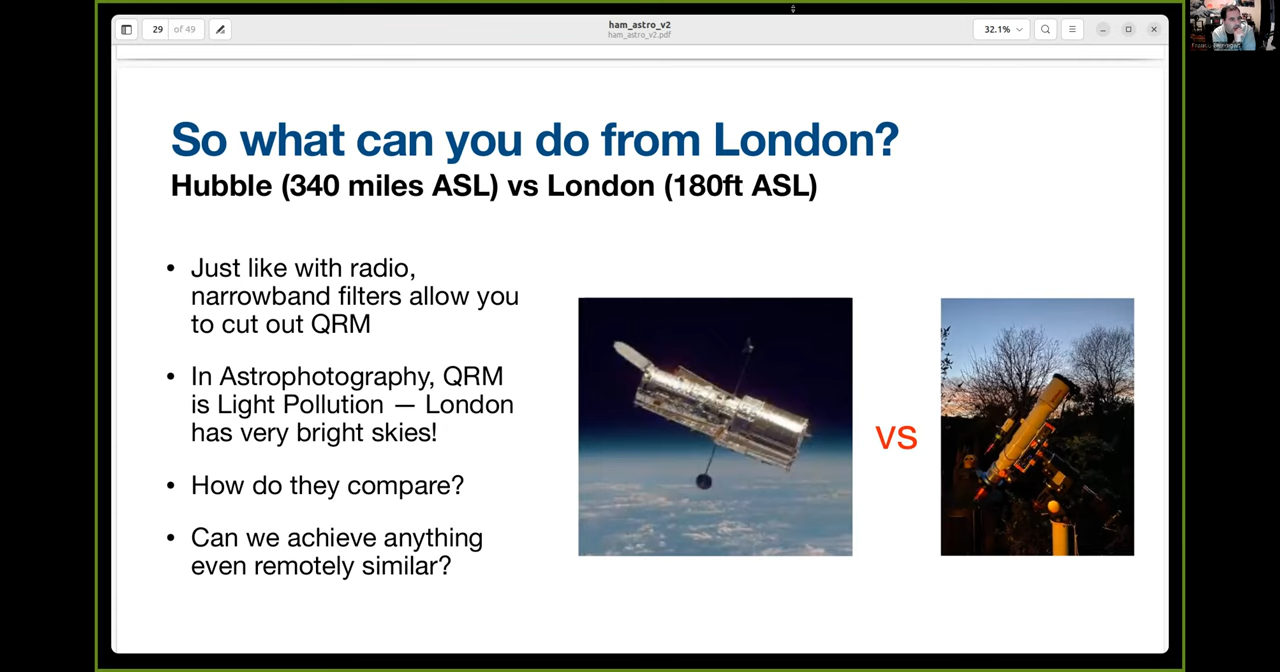 ham_astro_v2
29 of 49
ham_astro_v2.pdf
32.1%
So what can you do from London?
Hubble (340 miles ASL) vs London (180ft ASL)
• Just like with radio,
narrowband filters allow you
to cut out QRM
• In Astrophotography, QRM
is Light Pollution — London
has very bright skies!
• How do they compare?
• Can we achieve anything
even remotely similar?
vs